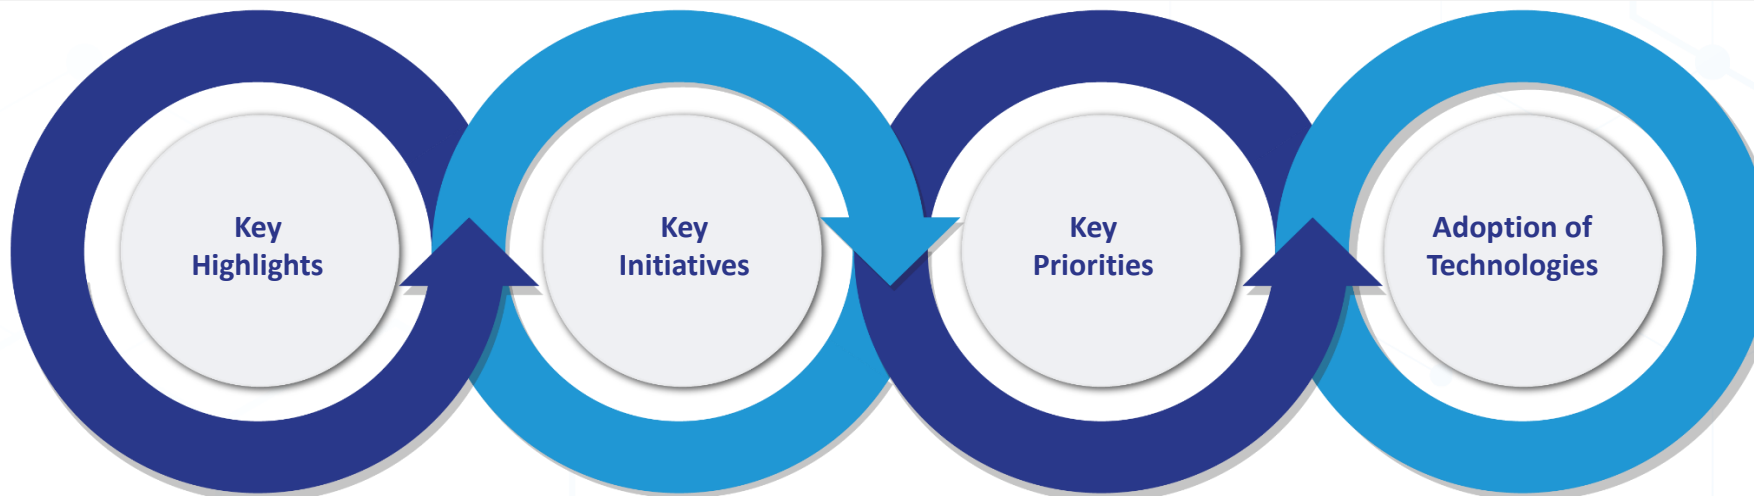 Key
Highlights
Key
Initiatives
Key
Priorities
Adoption of
Technologies